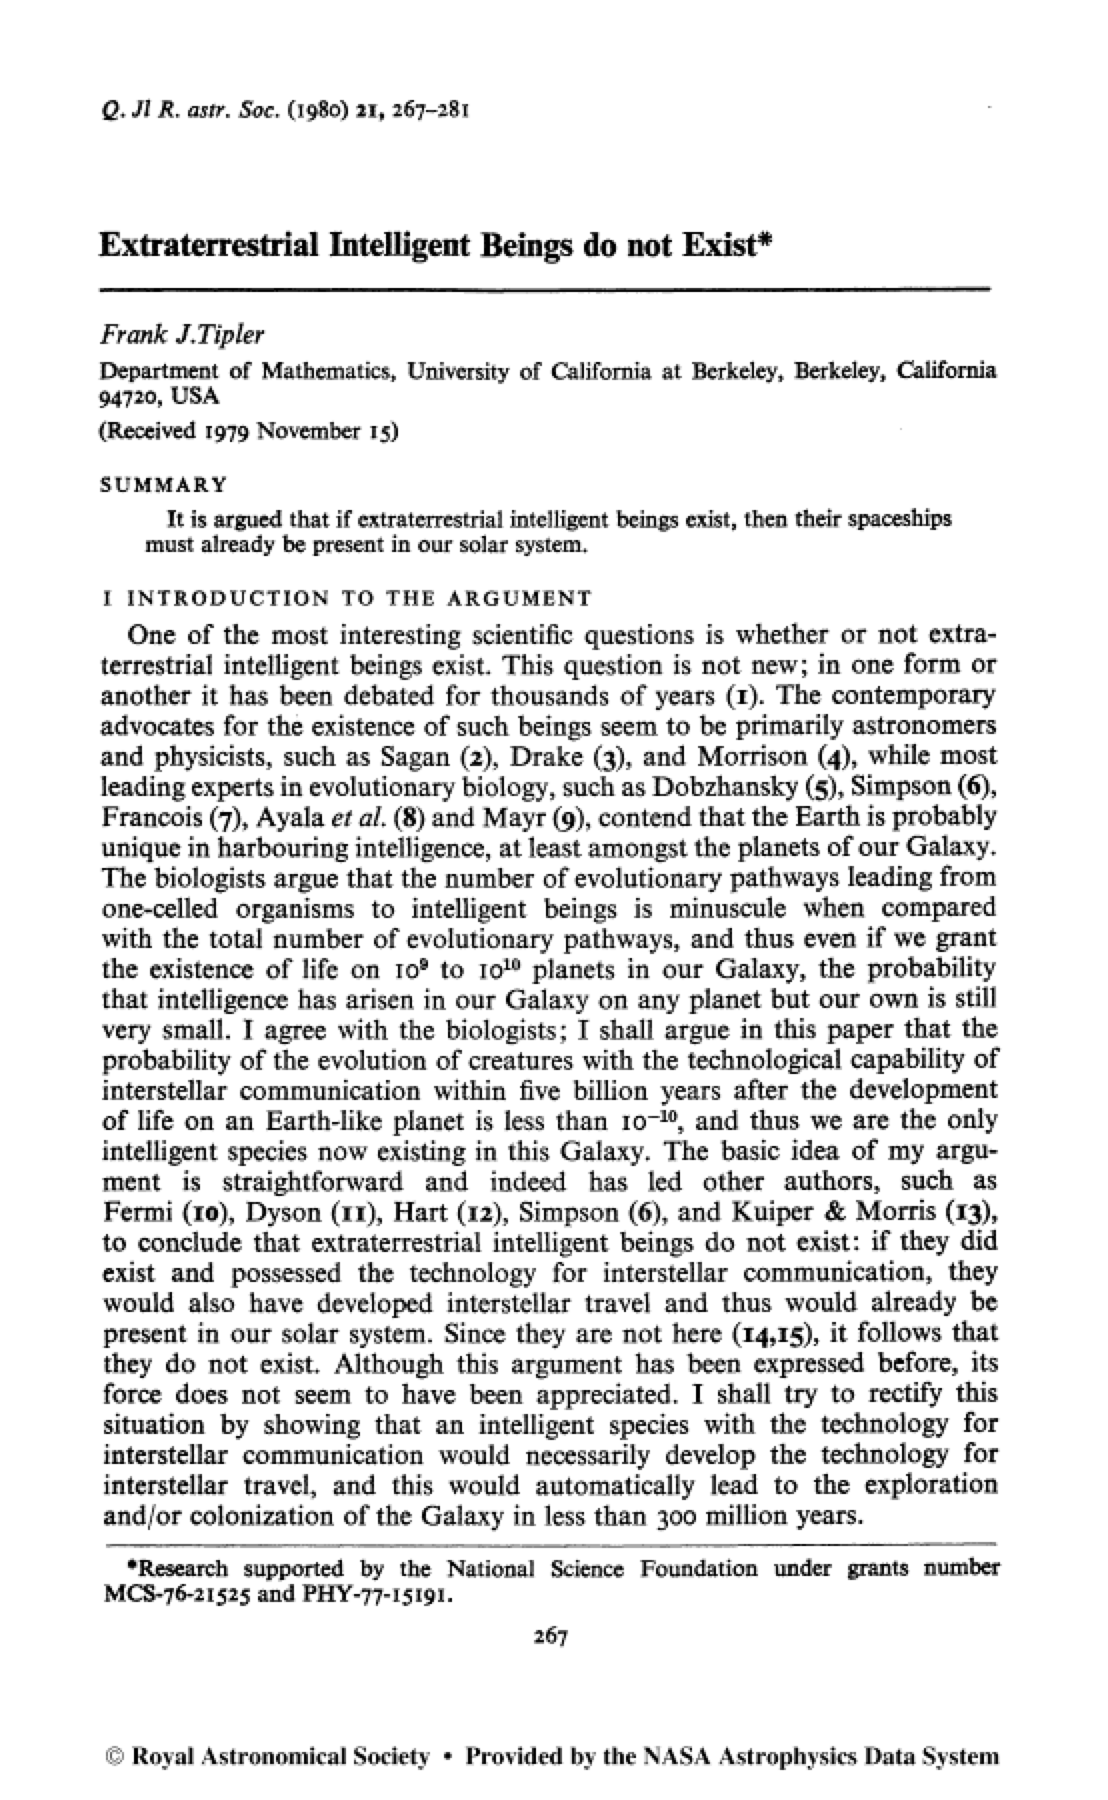 Q. Jl R. astr. Soc. (1980) 21, 267–281
Extraterrestrial Intelligent Beings do not Exist*
Frank J.Tipler
Department of Mathematics, University of California at Berkeley, Berkeley, California
94720, USA
(Received 1979 November 15)
SUMMARY
It is argued that if extraterrestrial intelligent beings exist, then their spaceships
must already be present in our solar system.
I INTRODUCTION TO THE ARGUMENT
One of the most interesting scientific questions is whether or not extra-
terrestrial intelligent beings exist. This question is not new; in one form or
another it has been debated for thousands of years (1). The contemporary
advocates for the existence of such beings seem to be primarily astronomers
and physicists, such as Sagan (2), Drake (3), and Morrison (4), while most
leading experts in evolutionary biology, such as Dobzhansky (5), Simpson (6),
Francois (7), Ayala et al. (8) and Mayr (9), contend that the Earth is probably
unique in harbouring intelligence, at least amongst the planets of our Galaxy.
The biologists argue that the number of evolutionary pathways leading from
one-celled organisms to intelligent beings is minuscule when compared
with the total number of evolutionary pathways, and thus even if we grant
the existence of life on 10⁹ to 10¹⁰ planets in our Galaxy, the probability
that intelligence has arisen in our Galaxy on any planet but our own is still
very small. I agree with the biologists; I shall argue in this paper that the
probability of the evolution of creatures with the technological capability of
interstellar communication within five billion years after the development
of life on an Earth-like planet is less than 10⁻¹⁰, and thus we are the only
intelligent species now existing in this Galaxy. The basic idea of my argu-
ment is straightforward and indeed has led other authors, such as
Fermi (10), Dyson (11), Hart (12), Simpson (6), and Kuiper & Morris (13),
to conclude that extraterrestrial intelligent beings do not exist: if they did
exist and possessed the technology for interstellar communication, they
would also have developed interstellar travel and thus would already be
present in our solar system. Since they are not here (14,15), it follows that
they do not exist. Although this argument has been expressed before, its
force does not seem to have been appreciated. I shall try to rectify this
situation by showing that an intelligent species with the technology for
interstellar communication would necessarily develop the technology for
interstellar travel, and this would automatically lead to the exploration
and/or colonization of the Galaxy in less than 300 million years.
*Research supported by the National Science Foundation under grants number
MCS-76-21525 and PHY-77-15191.
267
© Royal Astronomical Society • Provided by the NASA Astrophysics Data System